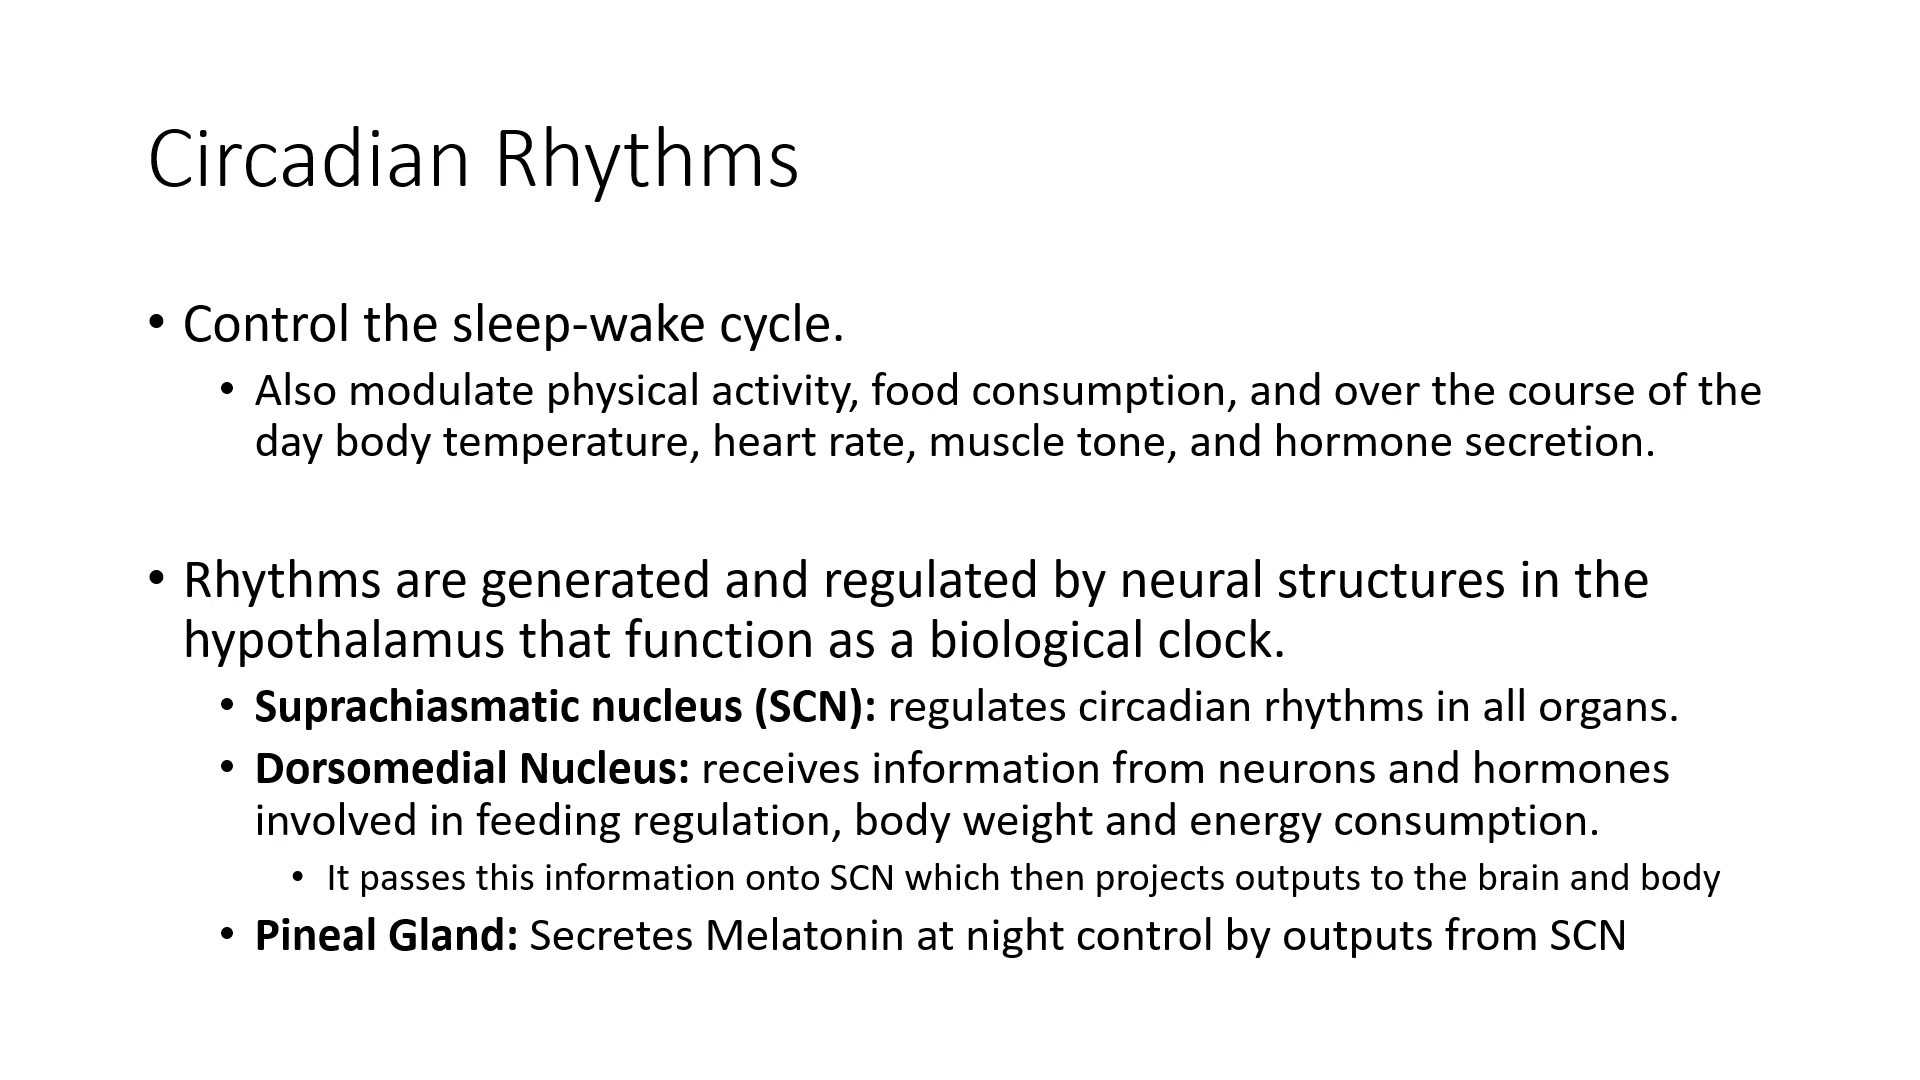 Circadian Rhythms
• Control the sleep-wake cycle.
• Also modulate physical activity, food consumption, and over the course of the
day body temperature, heart rate, muscle tone, and hormone secretion.
• Rhythms are generated and regulated by neural structures in the
hypothalamus that function as a biological clock.
• Suprachiasmatic nucleus (SCN): regulates circadian rhythms in all organs.
• Dorsomedial Nucleus: receives information from neurons and hormones
involved in feeding regulation, body weight and energy consumption.
• It passes this information onto SCN which then projects outputs to the brain and body
• Pineal Gland: Secretes Melatonin at night control by outputs from SCN